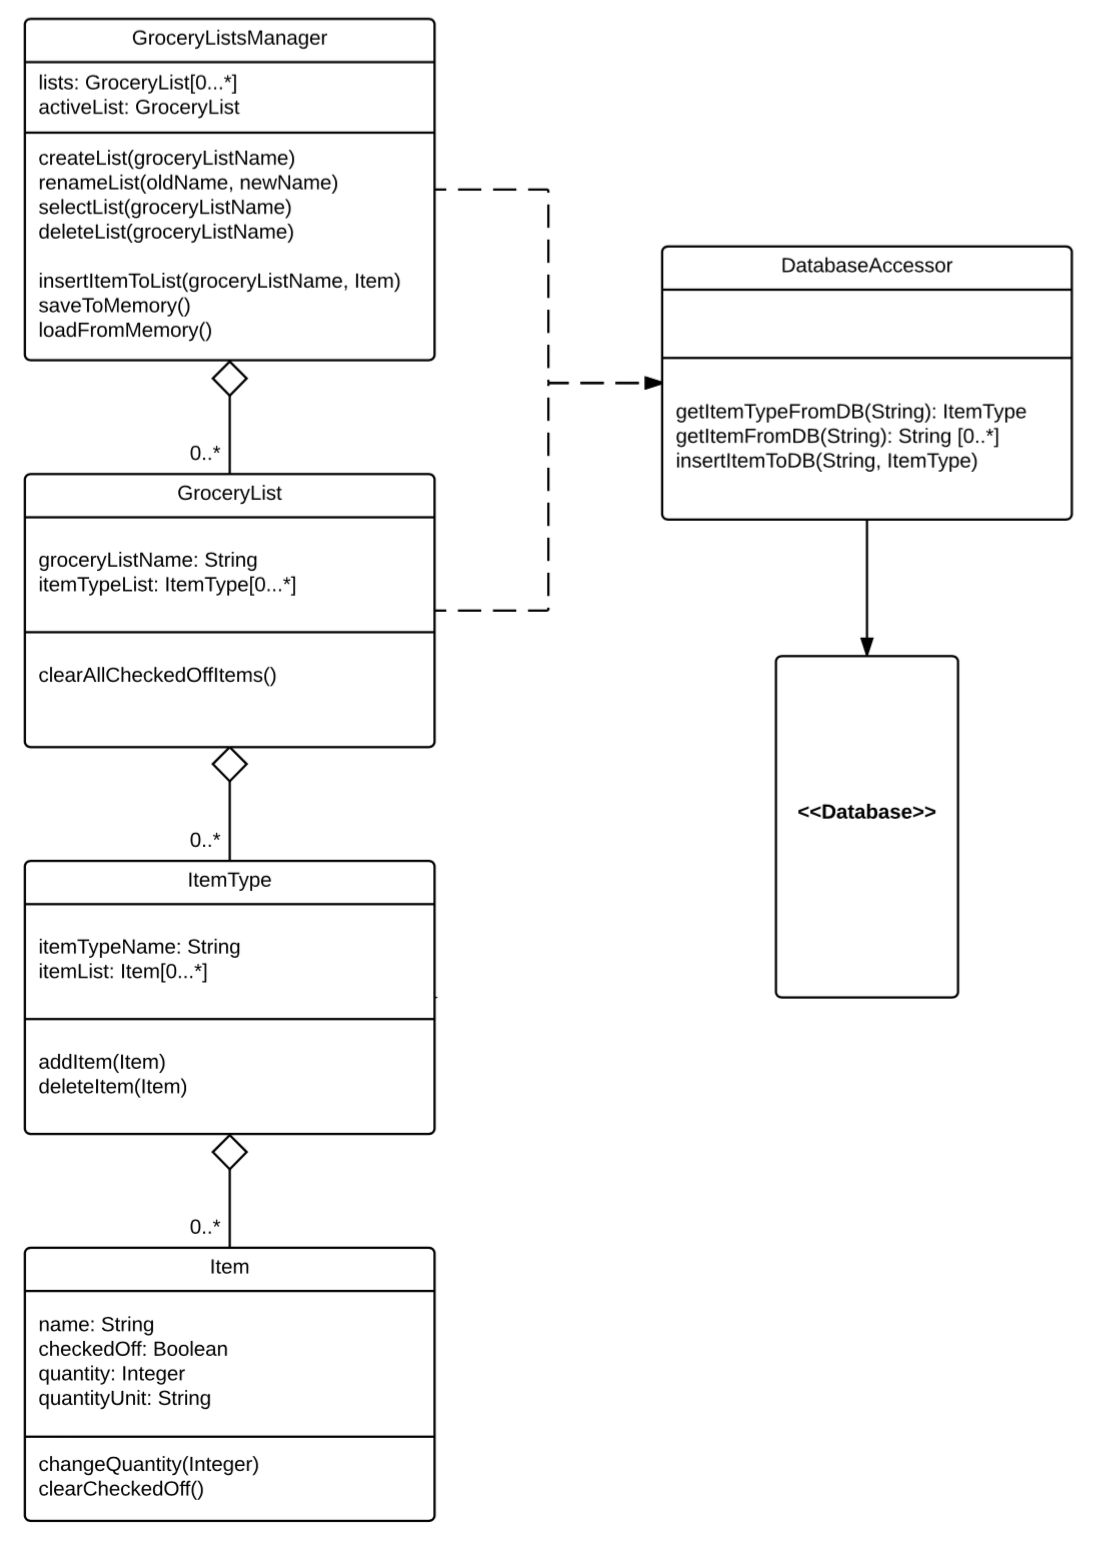 GroceryListsManager
lists: GroceryList[0...*]
activeList: GroceryList
createList(groceryListName)
renameList(oldName, newName)
selectList(groceryListName)
deleteList(groceryListName)
insertItemToList(groceryListName, Item)
saveToMemory()
loadFromMemory()
0..*
GroceryList
groceryListName: String
itemTypeList: ItemType[0...*]
clearAllCheckedOffItems()
0..*
ItemType
itemTypeName: String
itemList: Item[0...*]
addItem(Item)
deleteItem(Item)
0..*
Item
name: String
checkedOff: Boolean
quantity: Integer
quantityUnit: String
changeQuantity(Integer)
clearCheckedOff()
DatabaseAccessor
getItemTypeFromDB(String): ItemType
getItemFromDB(String): String [0..*]
insertItemToDB(String, ItemType)
<<Database>>